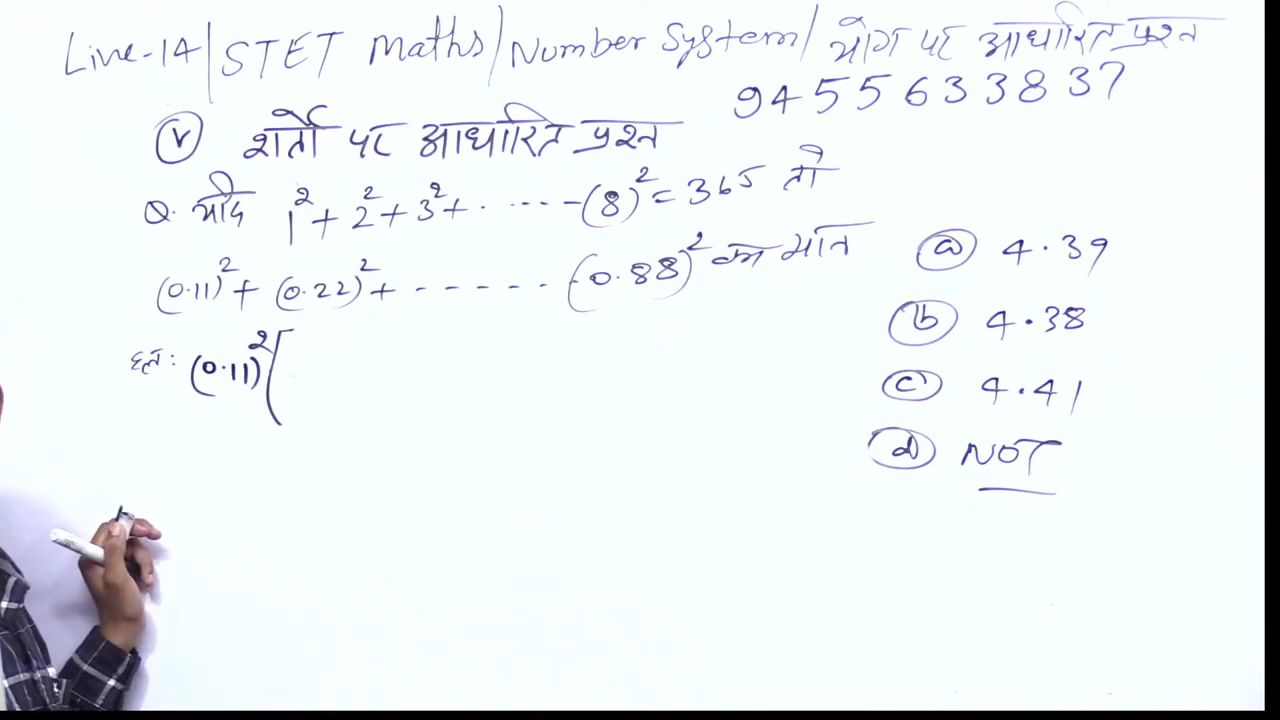 Live-14/STET Maths/Number System/ योग पर आधारित प्रश्न
9455633837
(v) शर्तों पर आधारित प्रश्न
Q. यदि 1² + 2² + 3² + . ... -(8)² = 365 तो
(0.11)² + (0.22)² + - - - - . . (0.88)² का मान
हल: (0.11)² (
(a) 4.39
(b) 4.38
(c) 4.41
(d) NOT